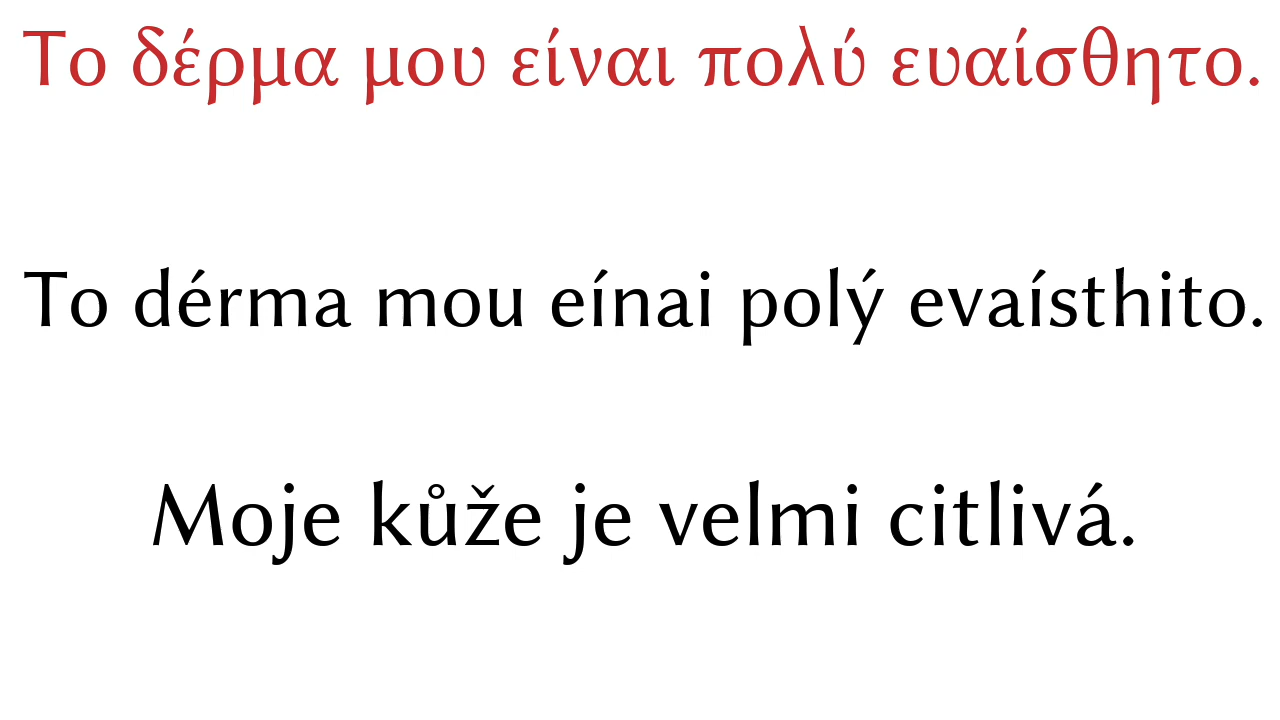 Το δέρμα μου είναι πολύ ευαίσθητο.
To dérma mou eínai polý evaísthito.
Moje kůže je velmi citlivá.